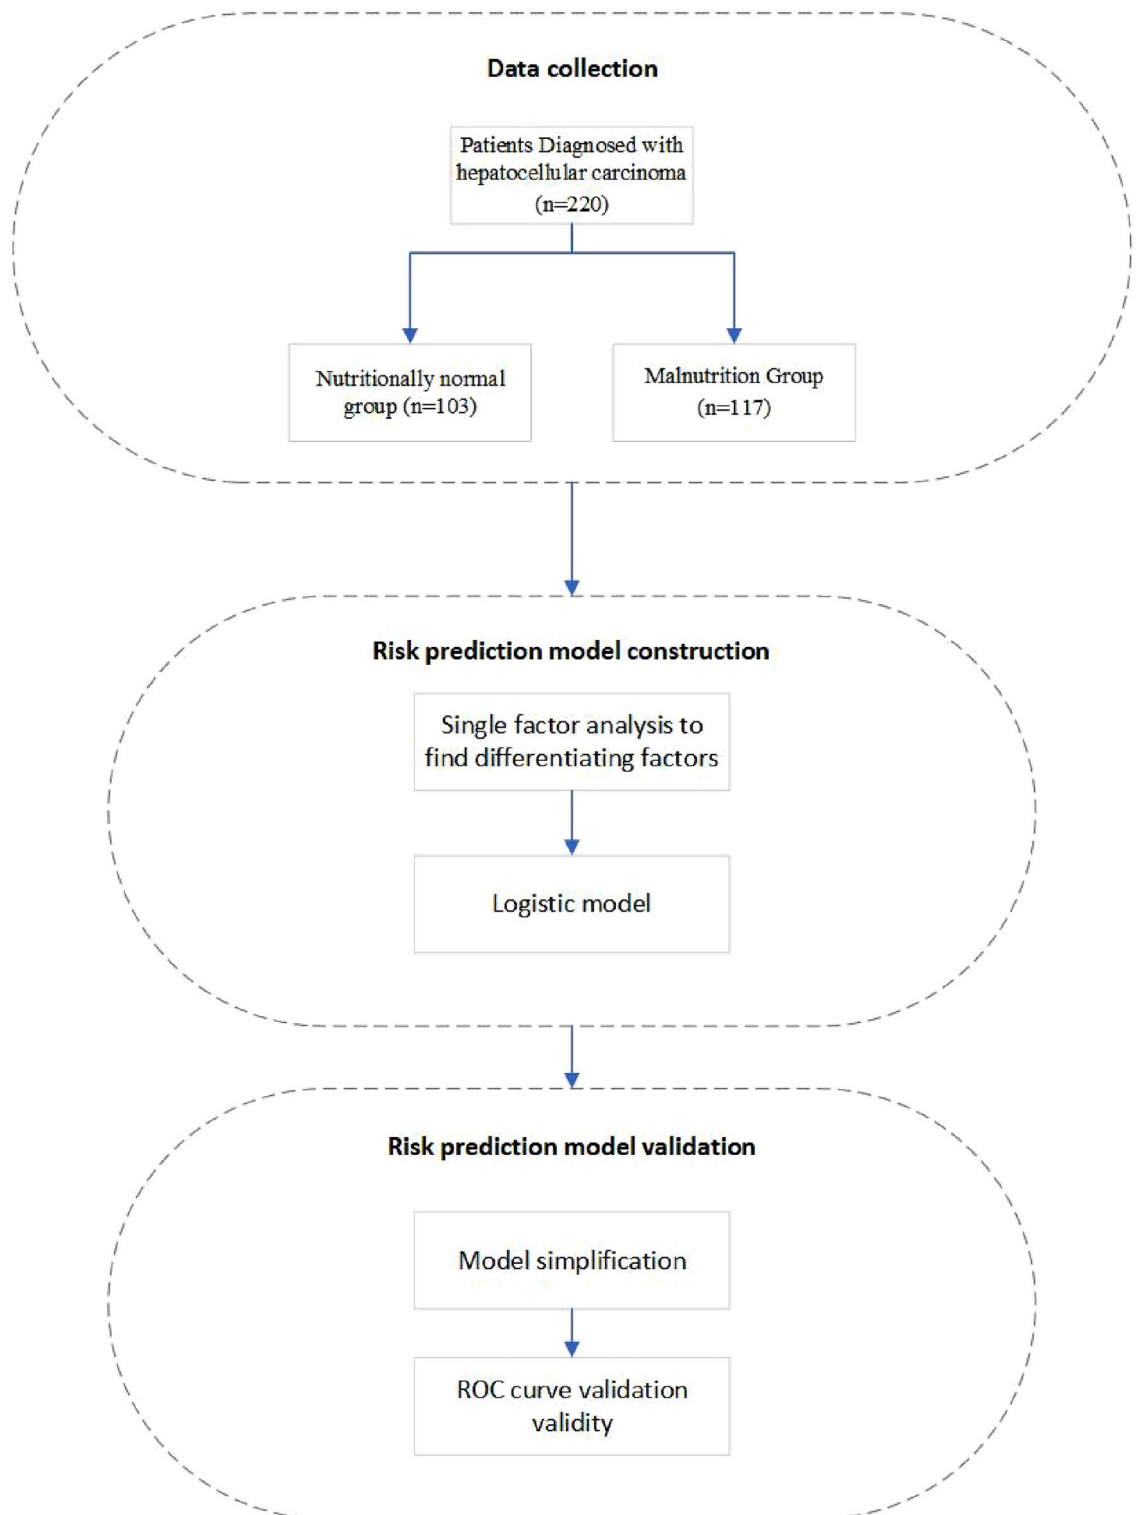 Data collection
Patients Diagnosed with
hepatocellular carcinoma
(n=220)
Nutritionally normal
group (n=103)
Malnutrition Group
(n=117)
Risk prediction model construction
Single factor analysis to
find differentiating factors
Logistic model
Risk prediction model validation
Model simplification
ROC curve validation
validity